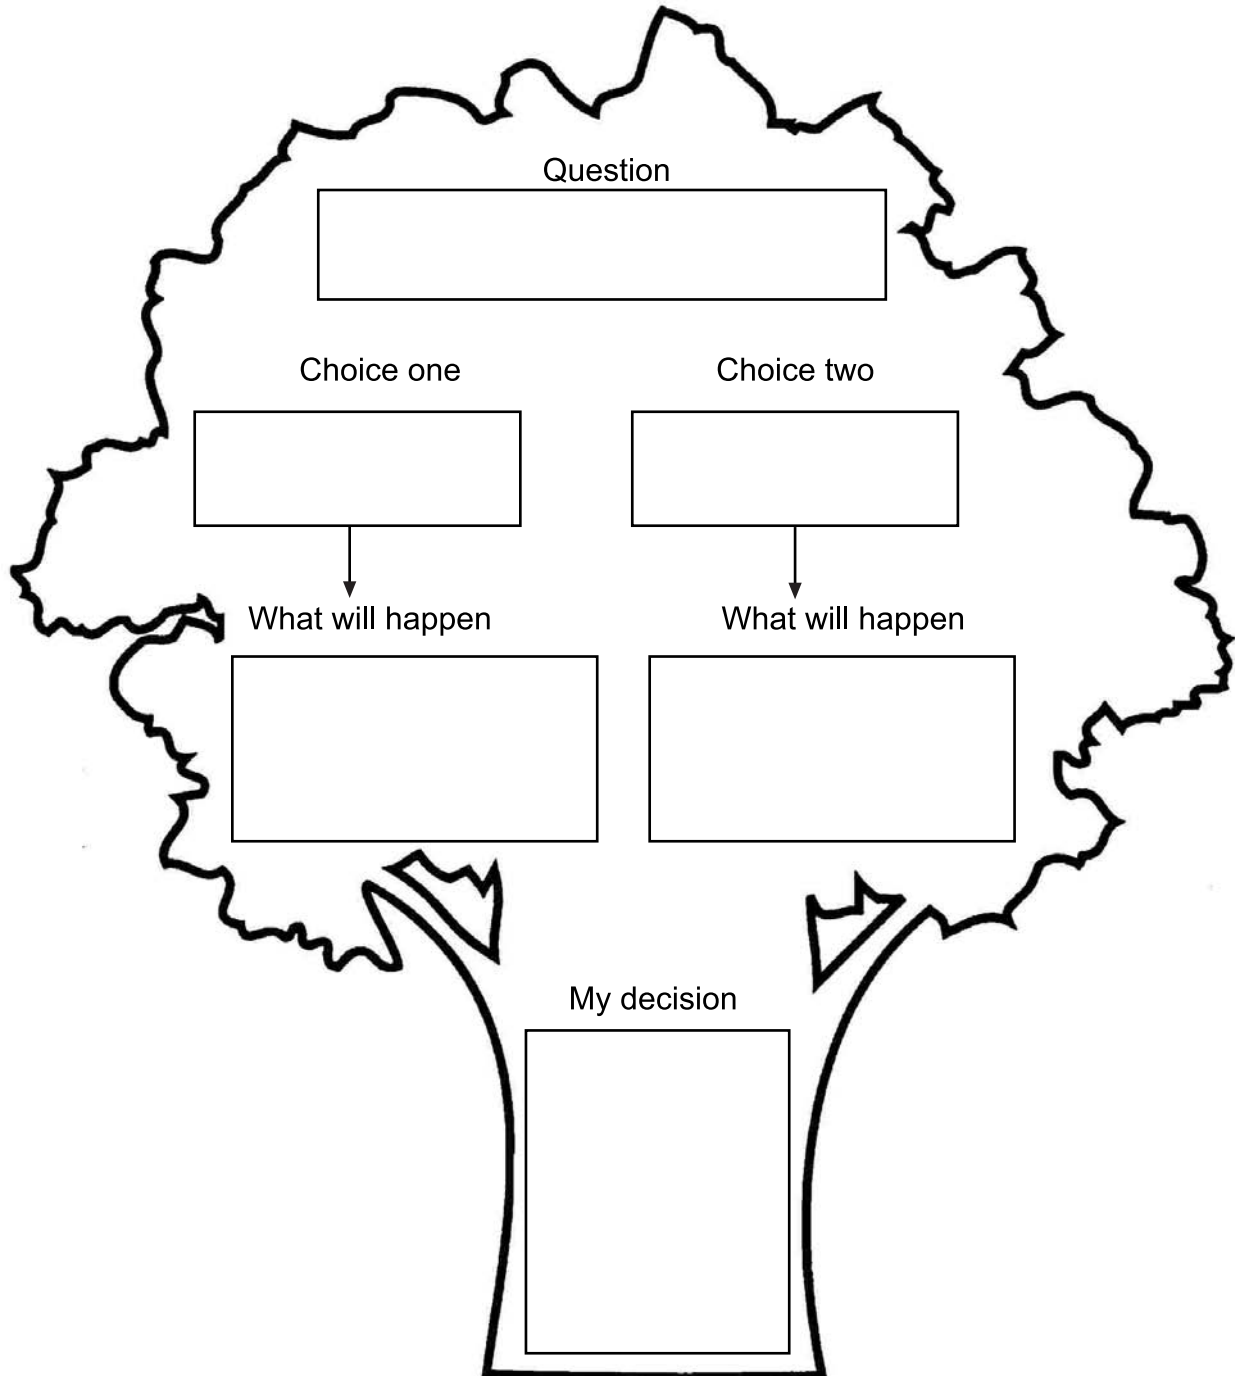 Question
Choice one
Choice two
What will happen
What will happen
My decision